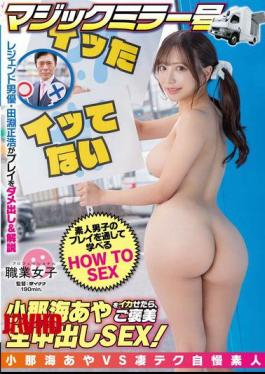 マジックミラー号
イッた
イッてない
レジェンド男優・田淵正浩がプレイをダメ出し&解説
素人男子の
プレイを通して
学べる
HOW TO
SEX
職業女子
190min.
小那海あやをイカせたら、ご褒美
生中出しSEX!
小那海あやVS凄テク自慢素人